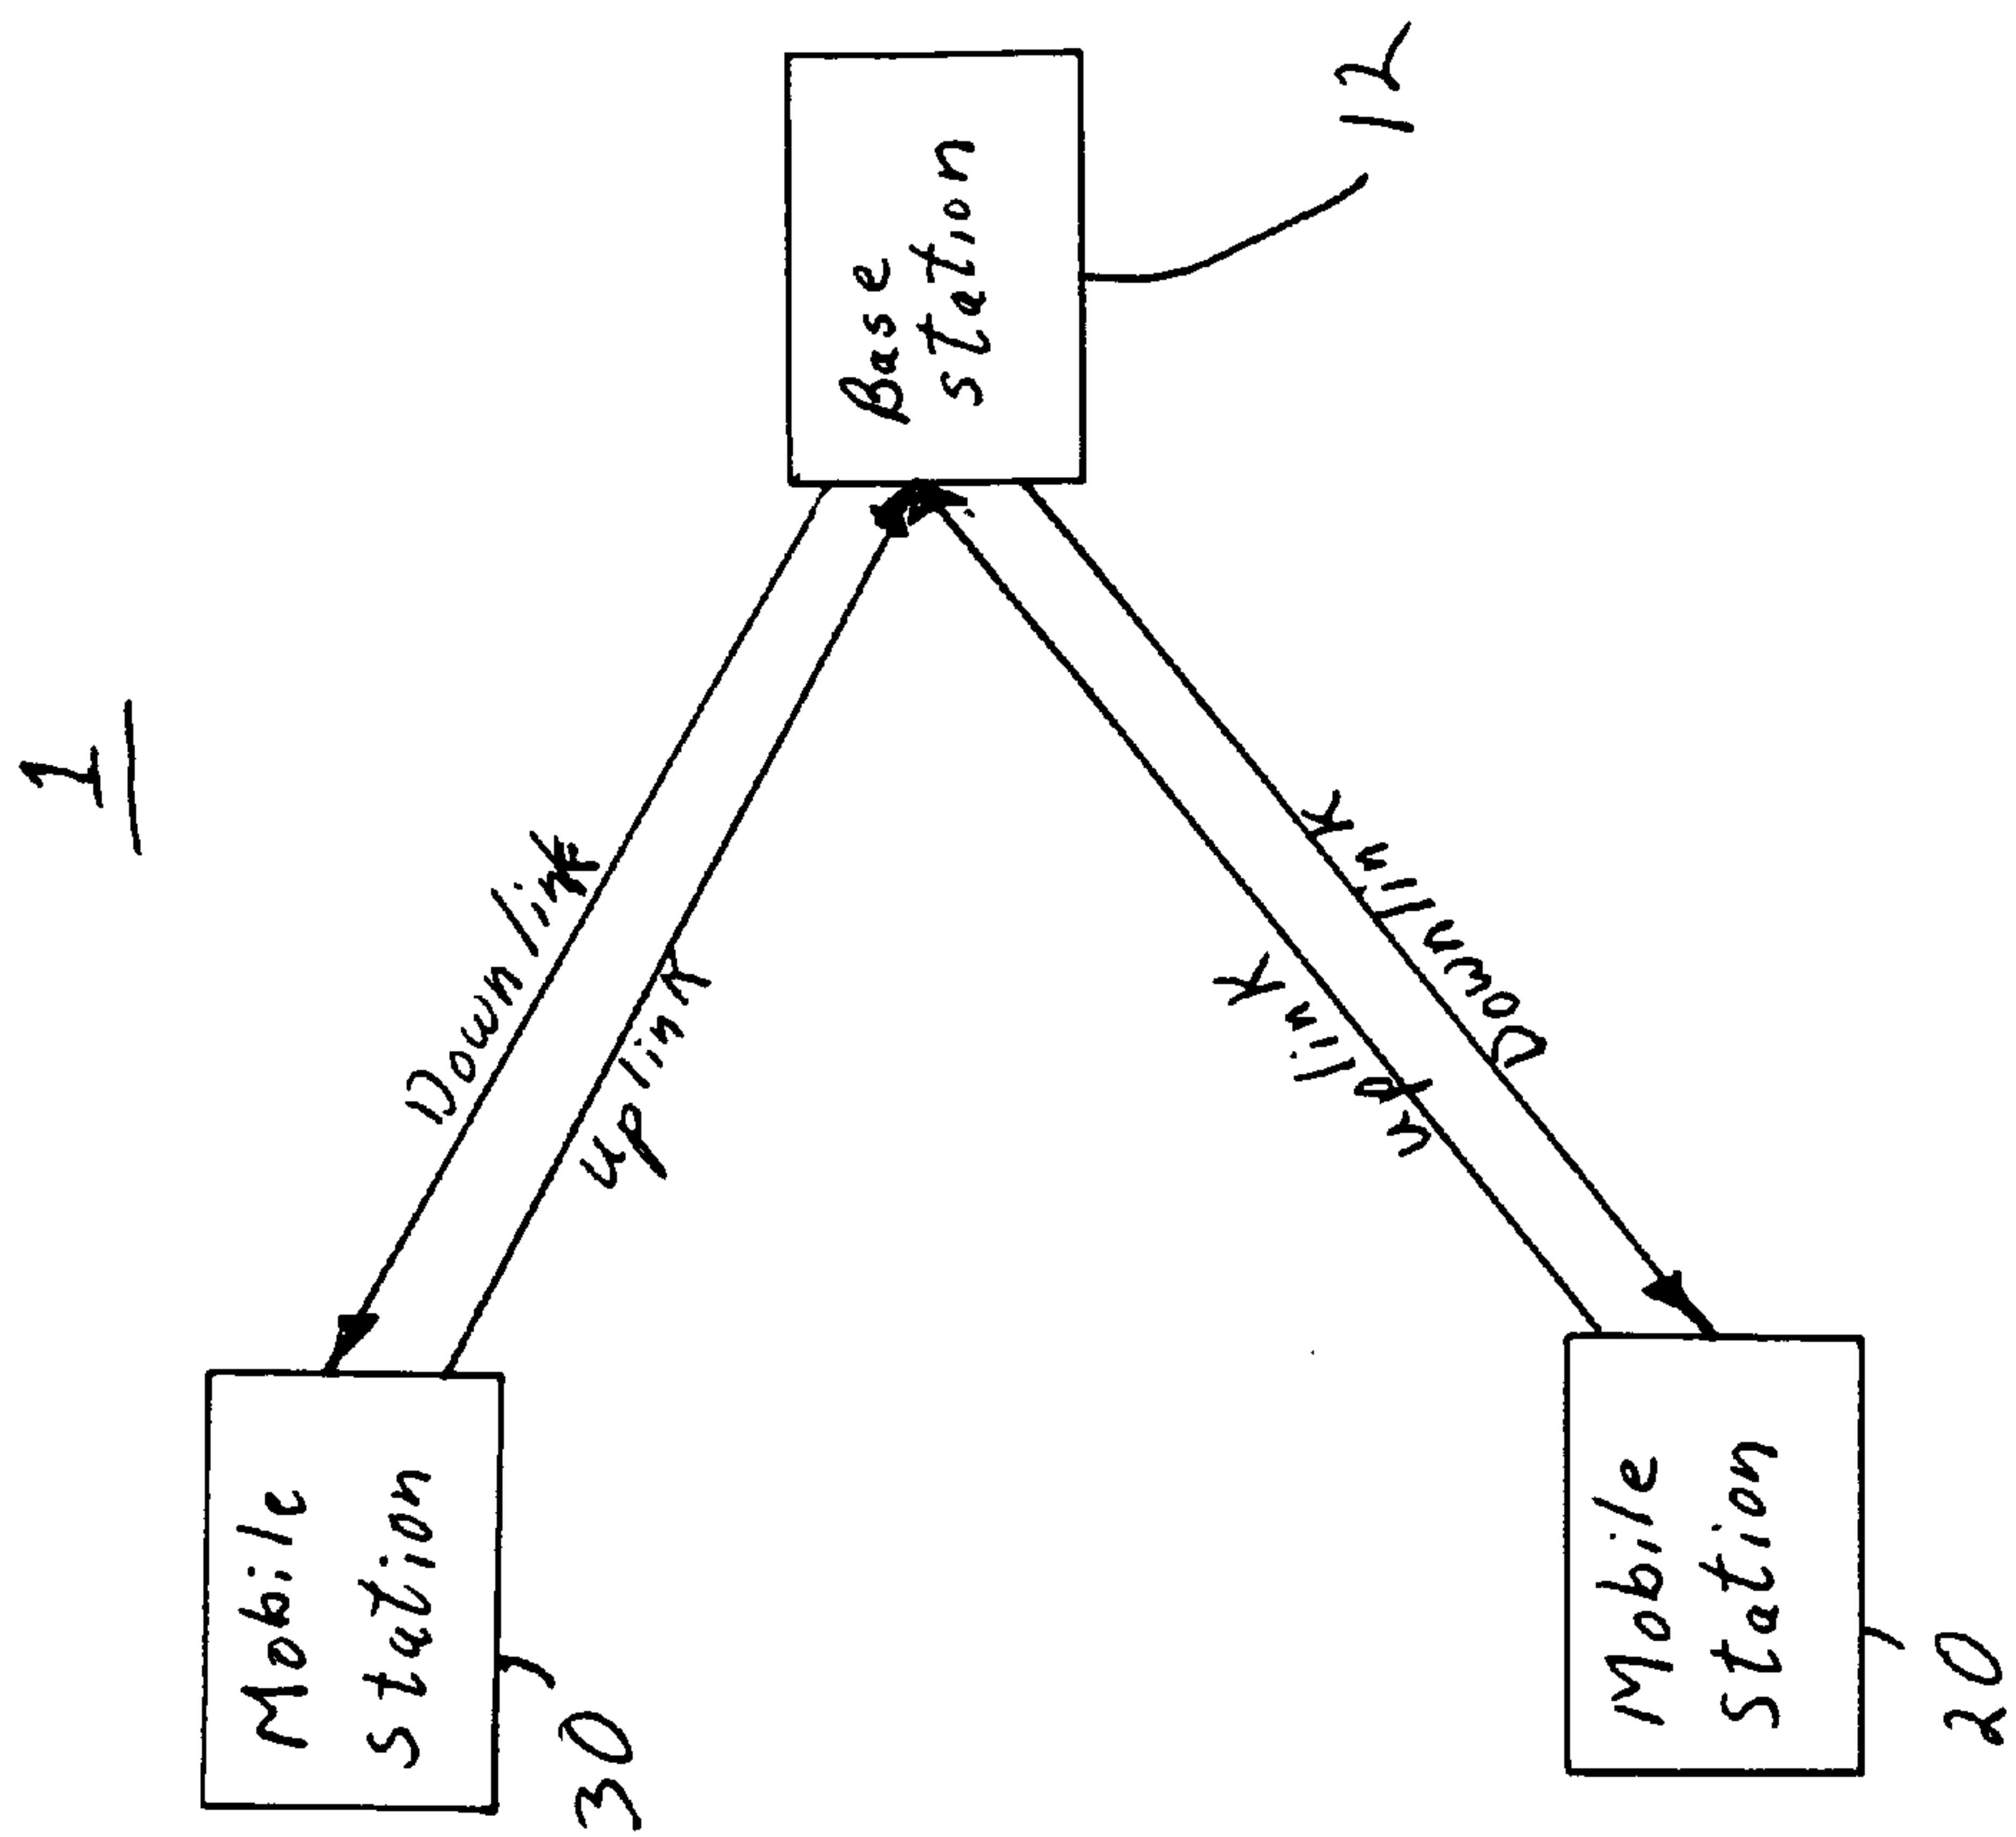 1
Mobile
station
30
Down link
uplink
Base
station
12
uplink
Downlink
Mobile
station
20